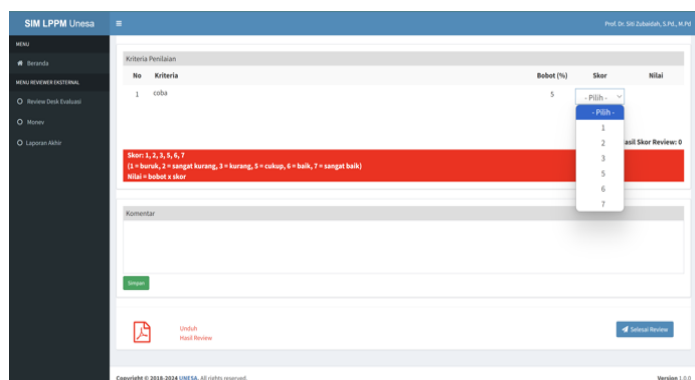 SIM LPPM Unesa
Prof. Dr. Siti Zubaidah, S.Pd., M.Pd
MENU
Beranda
MENU REVIEWER EKSTERNAL
Review Desk Evaluasi
Monev
Laporan Akhir
Kriteria Penilaian
No Kriteria Bobot (%) Skor Nilai
1 coba 5 - Pilih -
- Pilih -
1
2
3
5
6
7
asil Skor Review: 0
Skor: 1, 2, 3, 5, 6, 7
(1 = buruk, 2 = sangat kurang, 3 = kurang, 5 = cukup, 6 = baik, 7 = sangat baik)
Nilai = bobot x skor
Komentar
Simpan
Unduh
Hasil Review
Selesai Review
Copyright © 2018-2024 UNESA. All rights reserved. Version 1.0.0